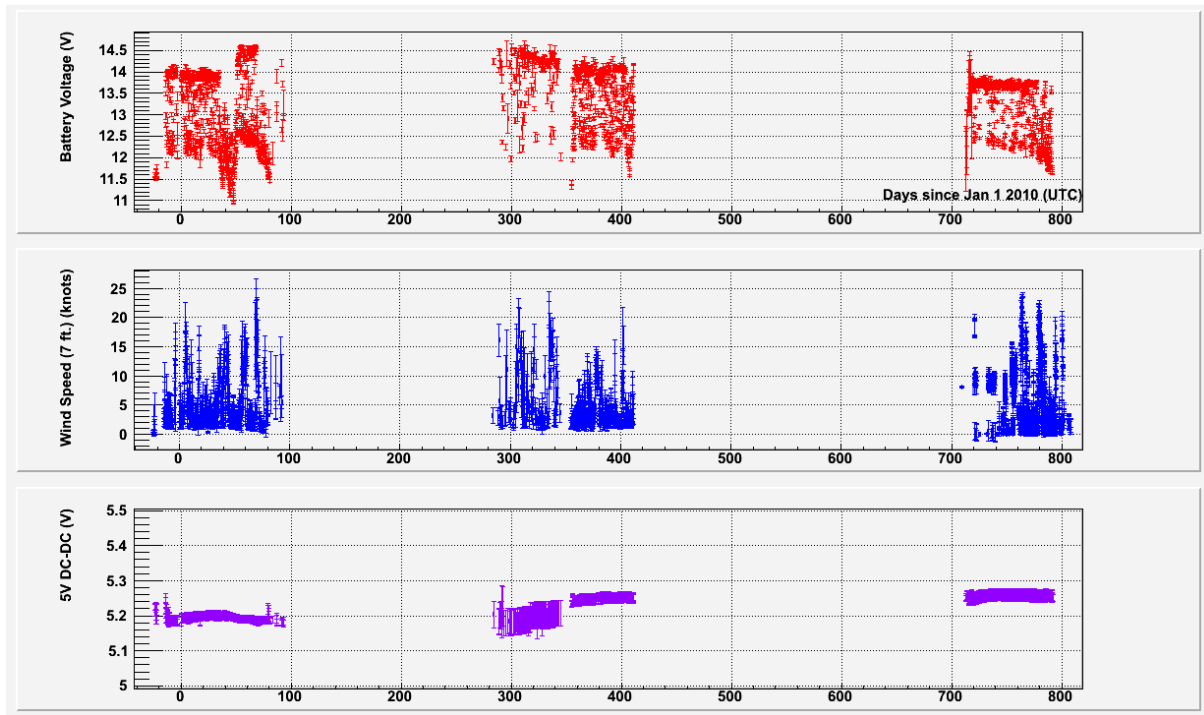 Battery Voltage (V)
14.5
14
13.5
13
12.5
12
11.5
11
Days since Jan 1 2010 (UTC)
0 100 200 300 400 500 600 700 800
Wind Speed (7 ft.) (knots)
25
20
15
10
5
0
0 100 200 300 400 500 600 700 800
5V DC-DC (V)
5.5
5.4
5.3
5.2
5.1
5
0 100 200 300 400 500 600 700 800